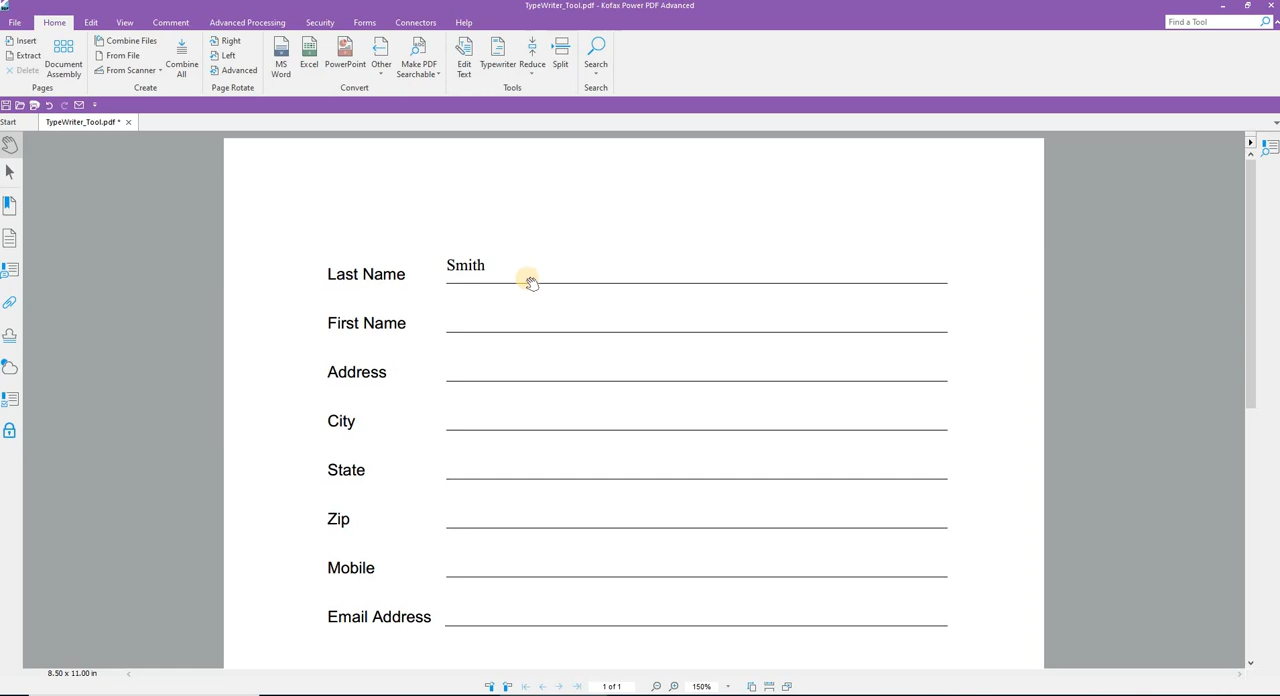 TypeWriter_Tool.pdf - Kofax Power PDF Advanced
File Home Edit View Comment Advanced Processing Security Forms Connectors Help Find a Tool
Insert
Extract
Delete
Document Assembly
Pages
Combine Files
From File
From Scanner
Combine All
Create
Right
Left
Advanced
Page Rotate
MS Word
Excel
PowerPoint
Other
Make PDF Searchable
Convert
Edit Text
Typewriter
Reduce
Split
Tools
Search
Search
Start TypeWriter_Tool.pdf *
Last Name Smith
First Name
Address
City
State
Zip
Mobile
Email Address
8.50 x 11.00 in
1 of 1
150%